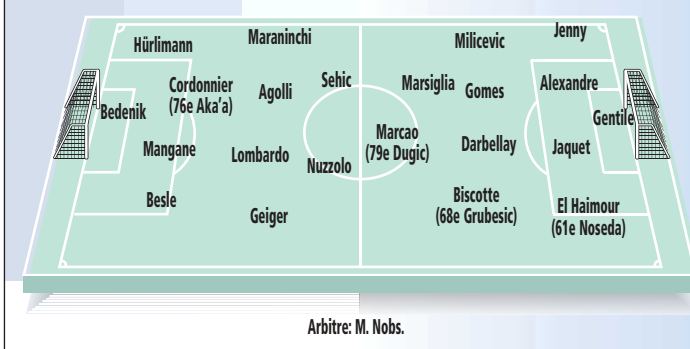 Hürlimann
Maraninchi
Milicevic
Jenny
Cordonnier
(76e Aka'a)
Agolli
Sehic
Marsiglia
Gomes
Alexandre
Bedenik
Gentile
Mangane
Lombardo
Nuzzolo
Marcao
(79e Dugic)
Darbellay
Jaquet
Besle
Geiger
Biscotte
(68e Grubesic)
El Haimour
(61e Noseda)
Arbitre: M. Nobs.